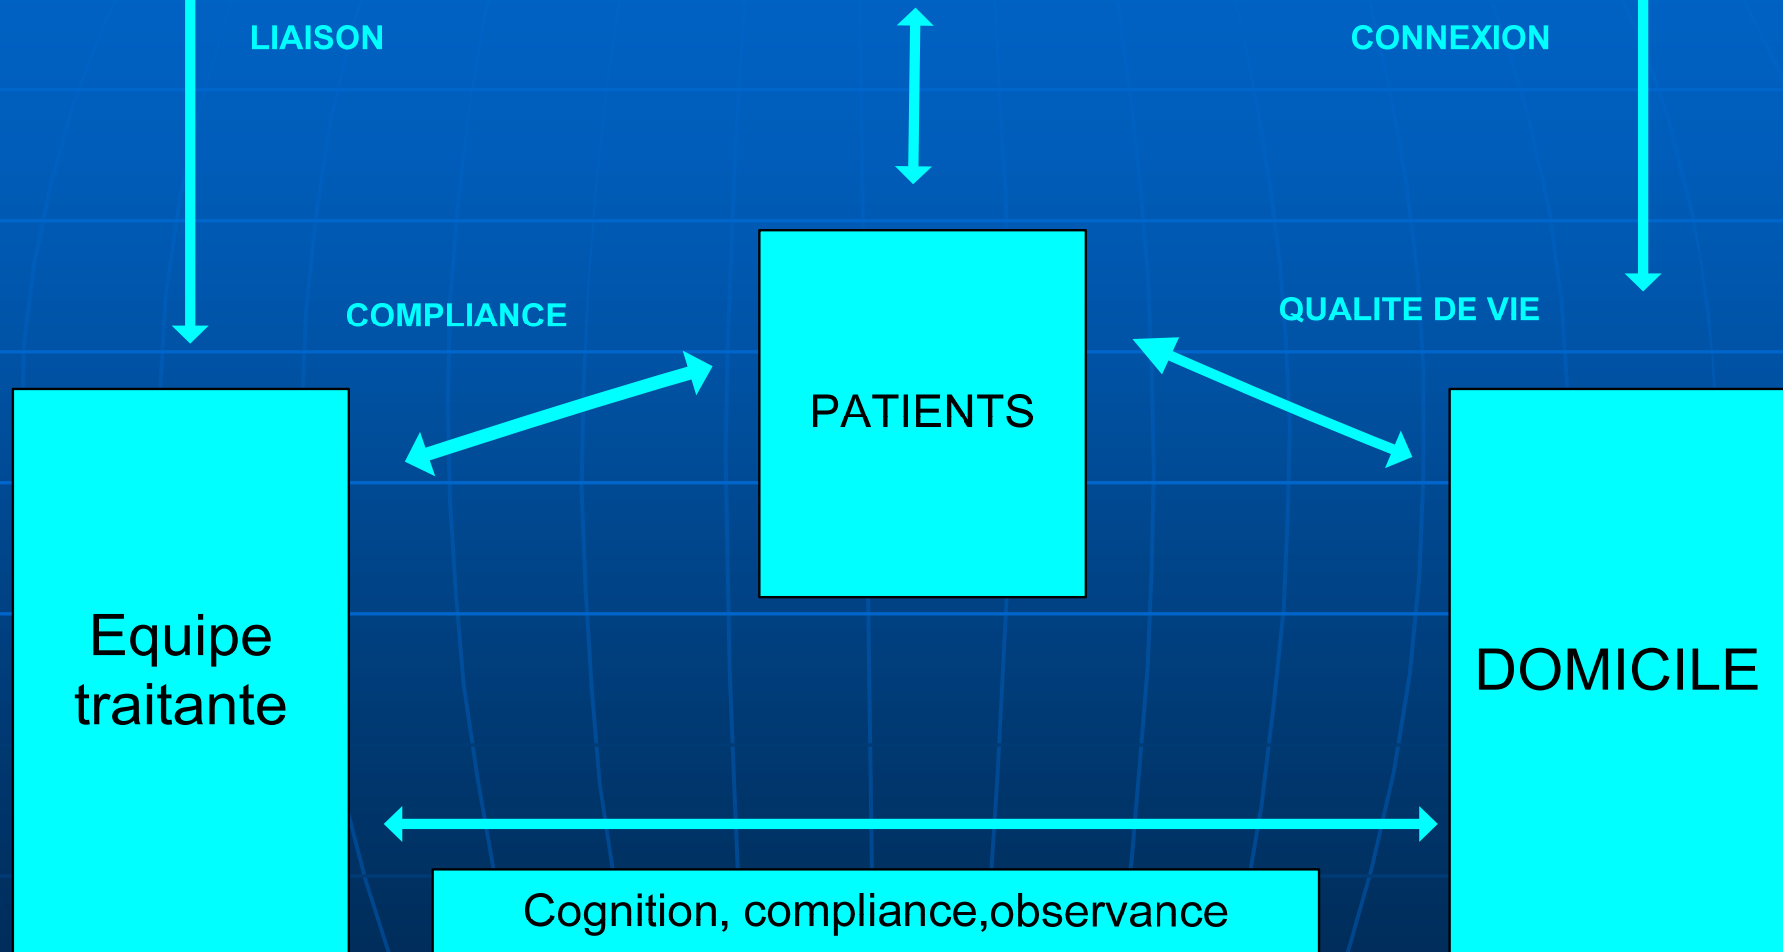 LIAISON
CONNEXION
COMPLIANCE
QUALITE DE VIE
PATIENTS
Equipe
traitante
DOMICILE
Cognition, compliance,observance